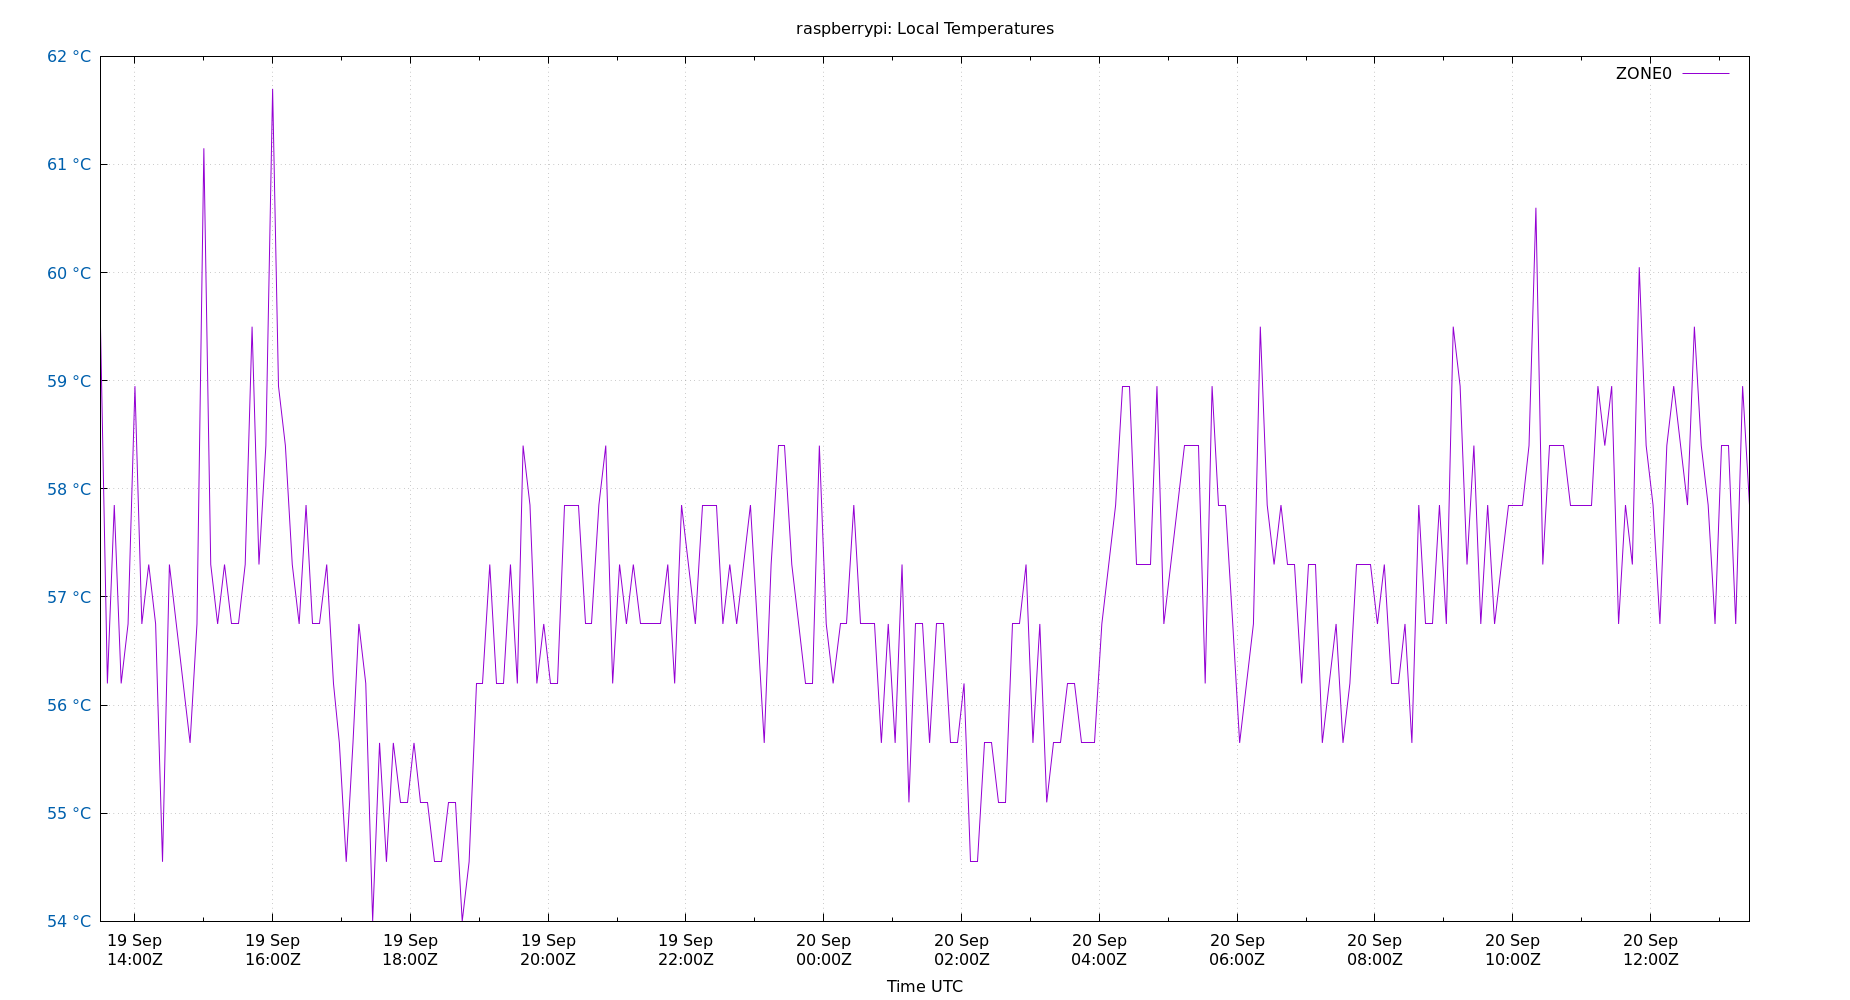 raspberrypi: Local Temperatures
62 °C
ZONE0
61 °C
60 °C
59 °C
58 °C
57 °C
56 °C
55 °C
54 °C
19 Sep 19 Sep 19 Sep 19 Sep 19 Sep 20 Sep 20 Sep 20 Sep 20 Sep 20 Sep 20 Sep 20 Sep
14:00Z 16:00Z 18:00Z 20:00Z 22:00Z 00:00Z 02:00Z 04:00Z 06:00Z 08:00Z 10:00Z 12:00Z
Time UTC